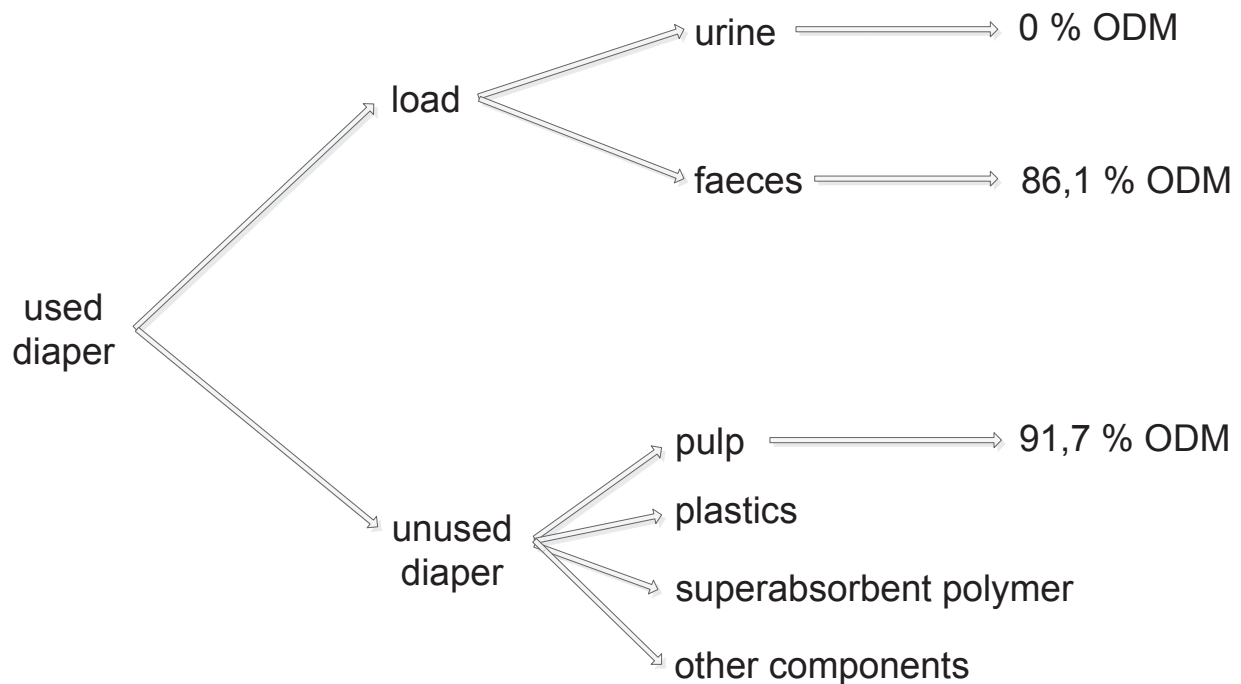 urine
0 % ODM
load
faeces
86,1 % ODM
used
diaper
pulp
91,7 % ODM
plastics
unused
diaper
superabsorbent polymer
other components